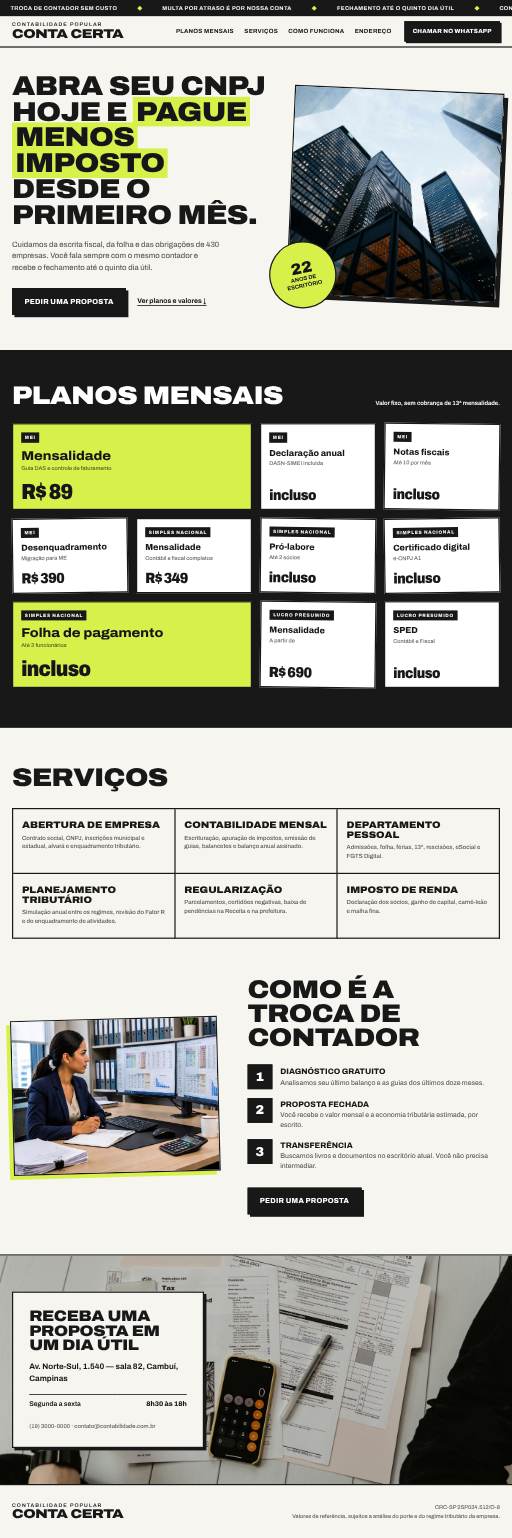 TROCA DE CONTADOR SEM CUSTO ◆ MULTA POR ATRASO É POR NOSSA CONTA ◆ FECHAMENTO ATÉ O QUINTO DIA ÚTIL ◆
CONTABILIDADE POPULAR
CONTA CERTA
PLANOS MENSAIS SERVIÇOS COMO FUNCIONA ENDEREÇO CHAMAR NO WHATSAPP
ABRA SEU CNPJ
HOJE E PAGUE
MENOS
IMPOSTO
DESDE O
PRIMEIRO MÊS.
Cuidamos da escrita fiscal, da folha e das obrigações de 430
empresas. Você fala sempre com o mesmo contador e
recebe o fechamento até o quinto dia útil.
PEDIR UMA PROPOSTA Ver planos e valores ↓
22
ANOS DE
ESCRITÓRIO
PLANOS MENSAIS
Valor fixo, sem cobrança de 13ª mensalidade.
MEI
Mensalidade
Guia DAS e controle de faturamento
R$ 89
MEI
Declaração anual
DASN-SIMEI incluída
incluso
MEI
Notas fiscais
Até 10 por mês
incluso
MEI
Desenquadramento
Migração para ME
R$ 390
SIMPLES NACIONAL
Mensalidade
Contábil e fiscal completos
R$ 349
SIMPLES NACIONAL
Pró-labore
Até 2 sócios
incluso
SIMPLES NACIONAL
Certificado digital
e-CNPJ A1
incluso
SIMPLES NACIONAL
Folha de pagamento
Até 3 funcionários
incluso
LUCRO PRESUMIDO
Mensalidade
A partir de
R$ 690
LUCRO PRESUMIDO
SPED
Contábil e Fiscal
incluso
SERVIÇOS
ABERTURA DE EMPRESA
Contrato social, CNPJ, inscrições municipal e
estadual, alvará e enquadramento tributário.
CONTABILIDADE MENSAL
Escrituração, apuração de impostos, emissão de
guias, balancetes e balanço anual assinado.
DEPARTAMENTO
PESSOAL
Admissões, folha, férias, 13º, rescisões, eSocial e
FGTS Digital.
PLANEJAMENTO
TRIBUTÁRIO
Simulação anual entre os regimes, revisão do Fator R
e do enquadramento de atividades.
REGULARIZAÇÃO
Parcelamentos, certidões negativas, baixa de
pendências na Receita e na prefeitura.
IMPOSTO DE RENDA
Declaração dos sócios, ganho de capital, carnê-leão
e malha fina.
COMO É A
TROCA DE
CONTADOR
1 DIAGNÓSTICO GRATUITO
Analisamos seu último balanço e as guias dos últimos doze meses.
2 PROPOSTA FECHADA
Você recebe o valor mensal e a economia tributária estimada, por
escrito.
3 TRANSFERÊNCIA
Buscamos livros e documentos no escritório atual. Você não precisa
intermediar.
PEDIR UMA PROPOSTA
RECEBA UMA
PROPOSTA EM
UM DIA ÚTIL
Av. Norte-Sul, 1.540 — sala 82, Cambuí,
Campinas
Segunda a sexta 8h30 às 18h
(19) 3000-0000 · contato@contabilidade.com.br
Tax
CONTABILIDADE POPULAR
CONTA CERTA
Valores de referência, sujeitos a análise do porte e do regime tributário da empresa.